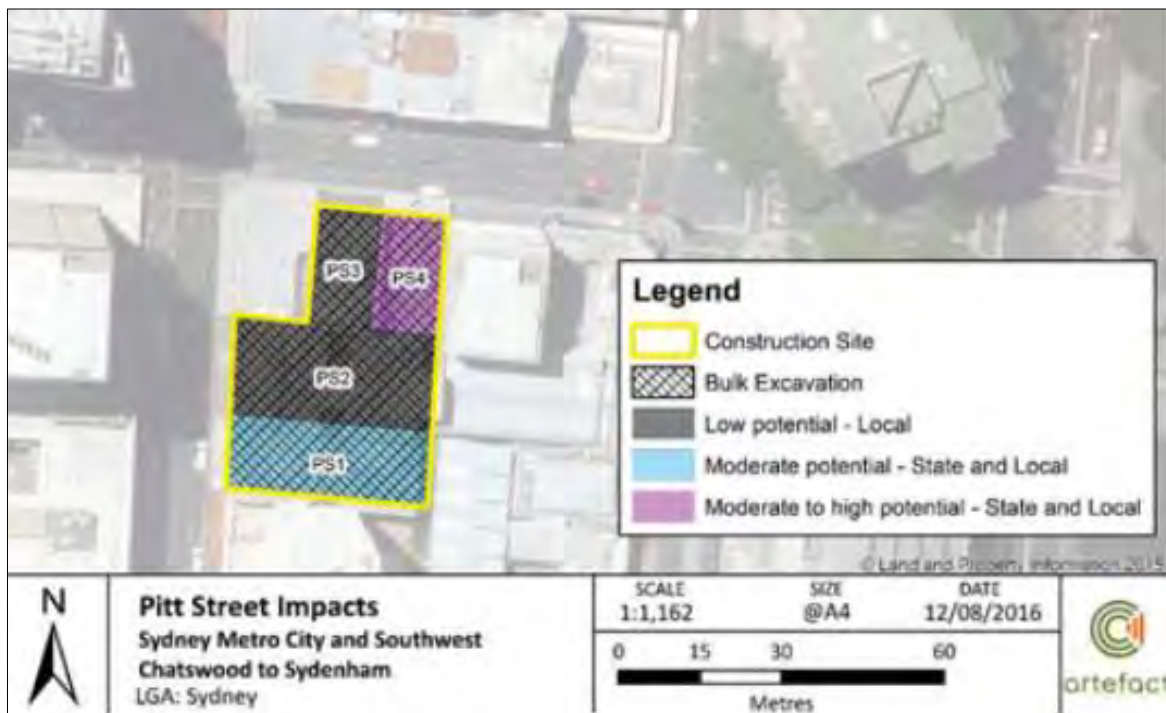 PS3
PS4
PS2
PS1
Legend
Construction Site
Bulk Excavation
Low potential - Local
Moderate potential - State and Local
Moderate to high potential - State and Local
© Land and Property Information 2015
N
Pitt Street Impacts
Sydney Metro City and Southwest
Chatswood to Sydenham
LGA: Sydney
SCALE
1:1,162
SIZE
@A4
DATE
12/08/2016
0 15 30 60
Metres
artefact